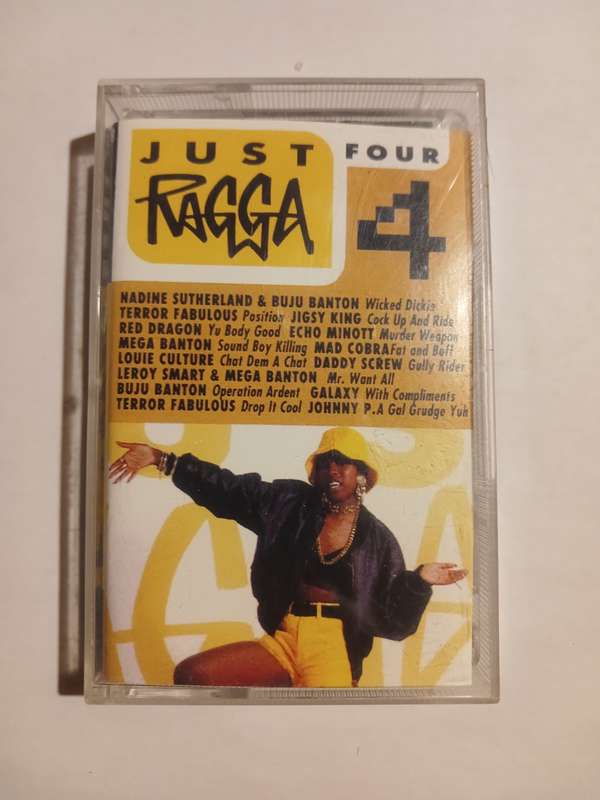 JUST FOUR
RAGGA 4
NADINE SUTHERLAND & BUJU BANTON Wicked Dickie
TERROR FABULOUS Position JIGSY KING Cock Up And Ride
RED DRAGON Yu Body Good ECHO MINOTT Murder Weapon
MEGA BANTON Sound Boy Killing MAD COBRA Fat and Buff
LOUIE CULTURE Chat Dem A Chat DADDY SCREW Gully Rider
LEROY SMART & MEGA BANTON Mr. Want All
BUJU BANTON Operation Ardent GALAXY With Compliments
TERROR FABULOUS Drop It Cool JOHNNY P. A Gal Grudge Yuh